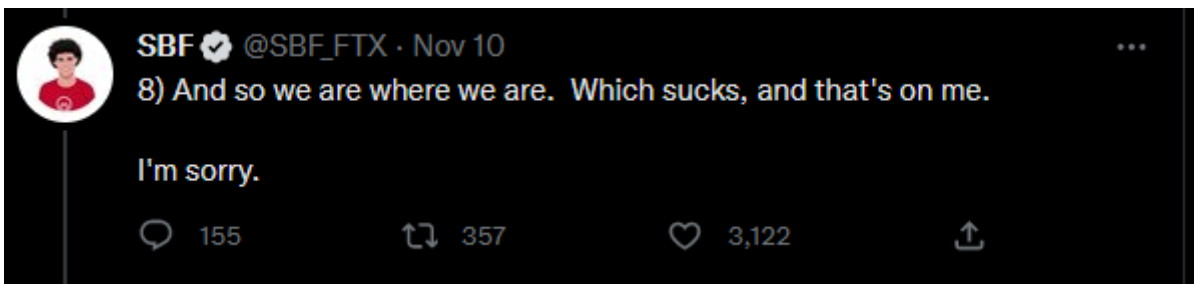 SBF @SBF_FTX · Nov 10
8) And so we are where we are.  Which sucks, and that's on me.
I'm sorry.
155 357 3,122